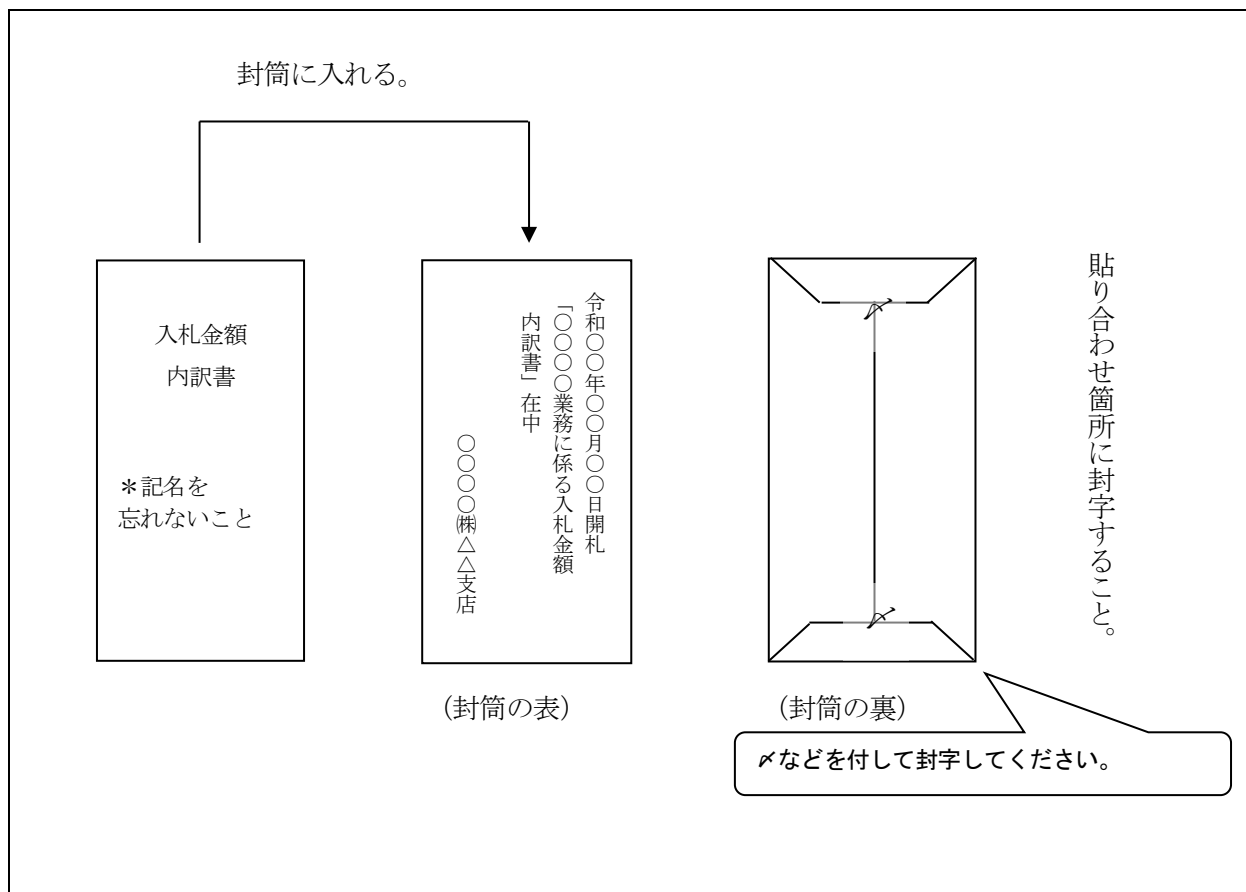 封筒に入れる。
入札金額
内訳書
＊記名を
忘れないこと
令和〇〇年〇〇月〇〇日開札
「〇〇〇〇業務に係る入札金額
内訳書」在中
〇〇〇〇㈱△△支店
（封筒の表）
〆
〆
（封筒の裏）
貼り合わせ箇所に封字すること。
〆などを付して封字してください。